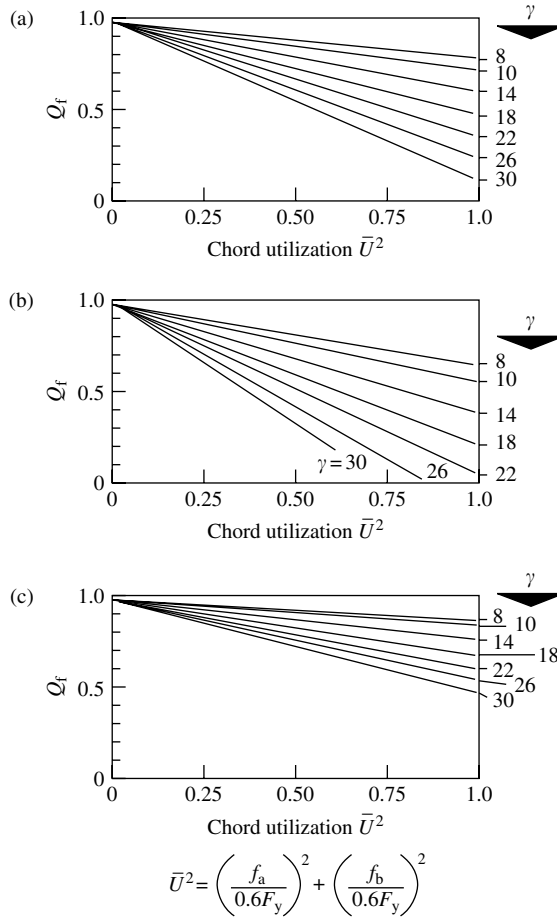 (a)
γ
1.0
0.5
0
Q_f
8
10
14
18
22
26
30
0 0.25 0.50 0.75 1.0
Chord utilization Ū²
(b)
γ
1.0
0.5
0
Q_f
8
10
14
18
22
γ = 30
26
0 0.25 0.50 0.75 1.0
Chord utilization Ū²
(c)
γ
1.0
0.5
0
Q_f
8
10
14
18
22
26
30
0 0.25 0.50 0.75 1.0
Chord utilization Ū²
Ū² = (f_a / 0.6F_y)² + (f_b / 0.6F_y)²